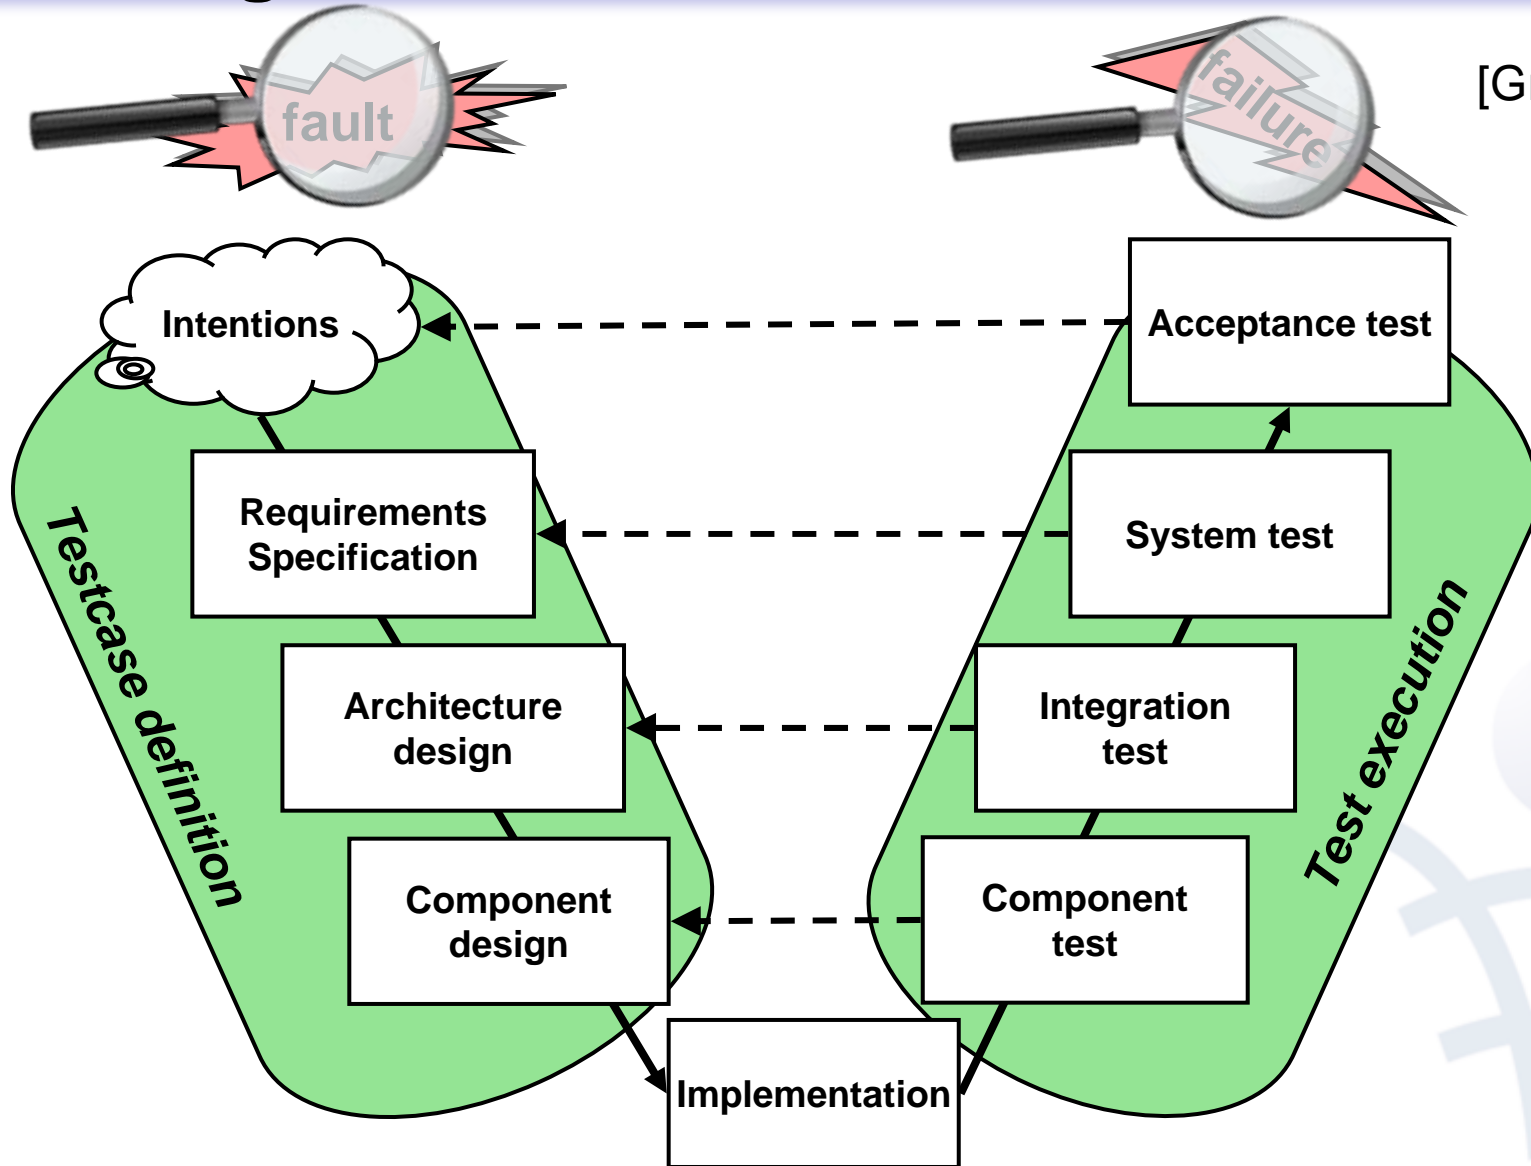 fault
failure
Intentions
Acceptance test
Requirements
Specification
System test
Testcase definition
Architecture
design
Integration
test
Test execution
Component
design
Component
test
Implementation